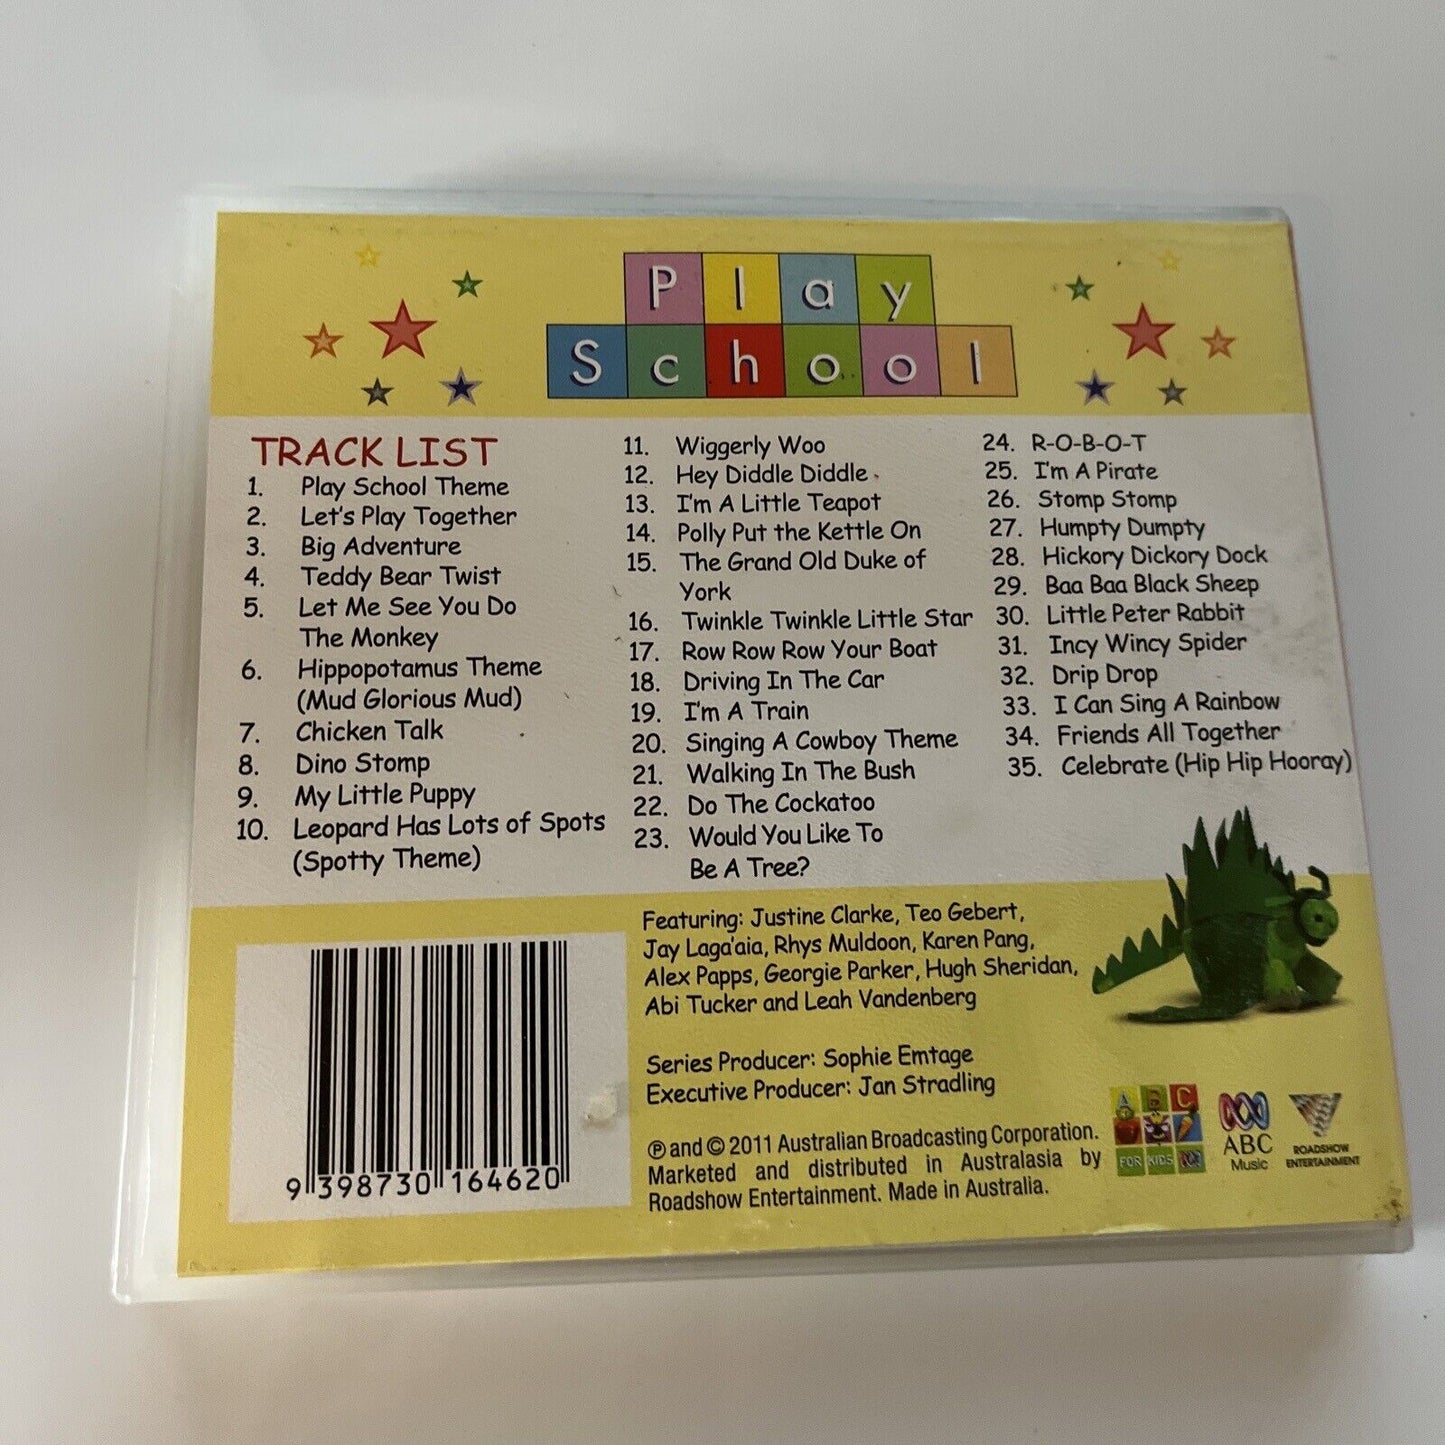 Play
School
TRACK LIST
1. Play School Theme
2. Let's Play Together
3. Big Adventure
4. Teddy Bear Twist
5. Let Me See You Do
The Monkey
6. Hippopotamus Theme
(Mud Glorious Mud)
7. Chicken Talk
8. Dino Stomp
9. My Little Puppy
10. Leopard Has Lots of Spots
(Spotty Theme)
11. Wiggerly Woo
12. Hey Diddle Diddle
13. I'm A Little Teapot
14. Polly Put the Kettle On
15. The Grand Old Duke of
York
16. Twinkle Twinkle Little Star
17. Row Row Row Your Boat
18. Driving In The Car
19. I'm A Train
20. Singing A Cowboy Theme
21. Walking In The Bush
22. Do The Cockatoo
23. Would You Like To
Be A Tree?
24. R-O-B-O-T
25. I'm A Pirate
26. Stomp Stomp
27. Humpty Dumpty
28. Hickory Dickory Dock
29. Baa Baa Black Sheep
30. Little Peter Rabbit
31. Incy Wincy Spider
32. Drip Drop
33. I Can Sing A Rainbow
34. Friends All Together
35. Celebrate (Hip Hip Hooray)
Featuring: Justine Clarke, Teo Gebert,
Jay Laga'aia, Rhys Muldoon, Karen Pang,
Alex Papps, Georgie Parker, Hugh Sheridan,
Abi Tucker and Leah Vandenberg
Series Producer: Sophie Emtage
Executive Producer: Jan Stradling
℗ and © 2011 Australian Broadcasting Corporation.
Marketed and distributed in Australasia by
Roadshow Entertainment. Made in Australia.
9 398730 164620
ABC
FOR KIDS
ABC
Music
ROADSHOW
ENTERTAINMENT